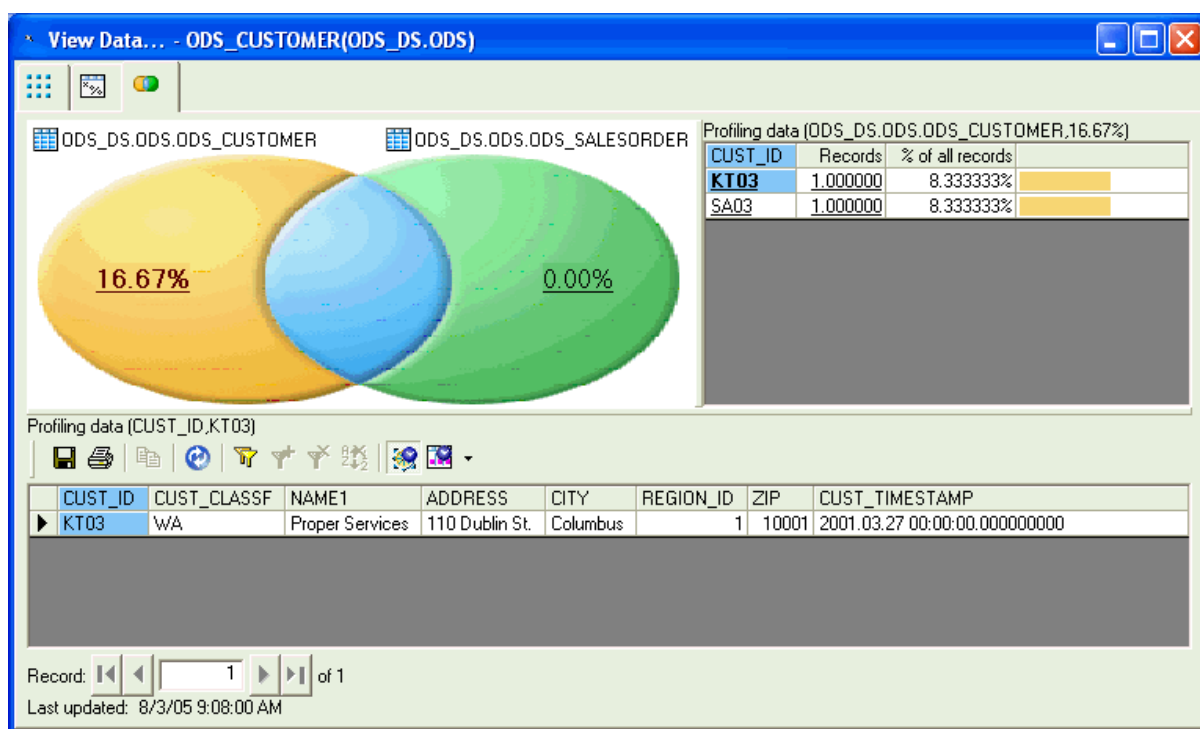 View Data... - ODS_CUSTOMER(ODS_DS.ODS)
ODS_DS.ODS.ODS_CUSTOMER
ODS_DS.ODS.ODS_SALESORDER
16.67%
0.00%
Profiling data (ODS_DS.ODS.ODS_CUSTOMER,16.67%)
CUST_ID Records % of all records
KT03 1.000000 8.333333%
SA03 1.000000 8.333333%
Profiling data (CUST_ID,KT03)
CUST_ID CUST_CLASSF NAME1 ADDRESS CITY REGION_ID ZIP CUST_TIMESTAMP
KT03 WA Proper Services 110 Dublin St. Columbus 1 10001 2001.03.27 00:00:00.000000000
Record: 1 of 1
Last updated: 8/3/05 9:08:00 AM